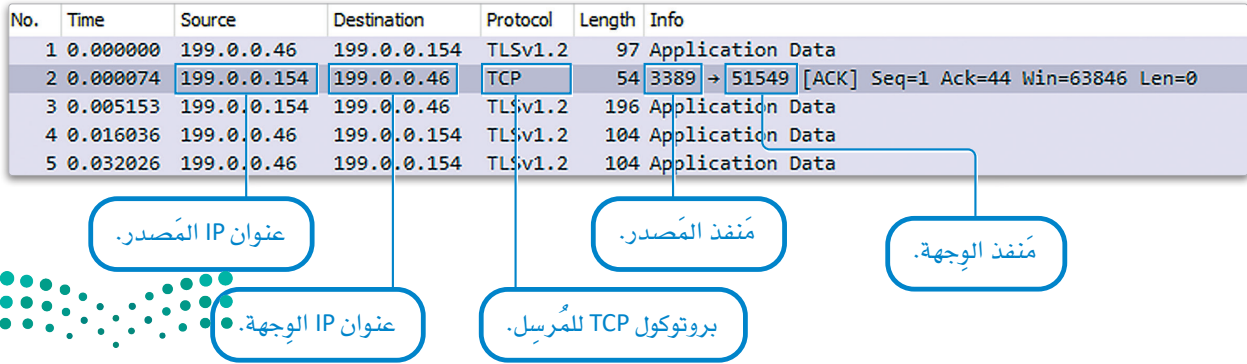 No. Time Source Destination Protocol Length Info
1 0.000000 199.0.0.46 199.0.0.154 TLSv1.2 97 Application Data
2 0.000074 199.0.0.154 199.0.0.46 TCP 54 3389 → 51549 [ACK] Seq=1 Ack=44 Win=63846 Len=0
3 0.005153 199.0.0.154 199.0.0.46 TLSv1.2 196 Application Data
4 0.016036 199.0.0.46 199.0.0.154 TLSv1.2 104 Application Data
5 0.032026 199.0.0.46 199.0.0.154 TLSv1.2 104 Application Data
مَنفذ المَصدر.
عنوان IP المَصدر.
مَنفذ الوِجهة.
بروتوكول TCP للمُرسِل.
عنوان IP الوِجهة.